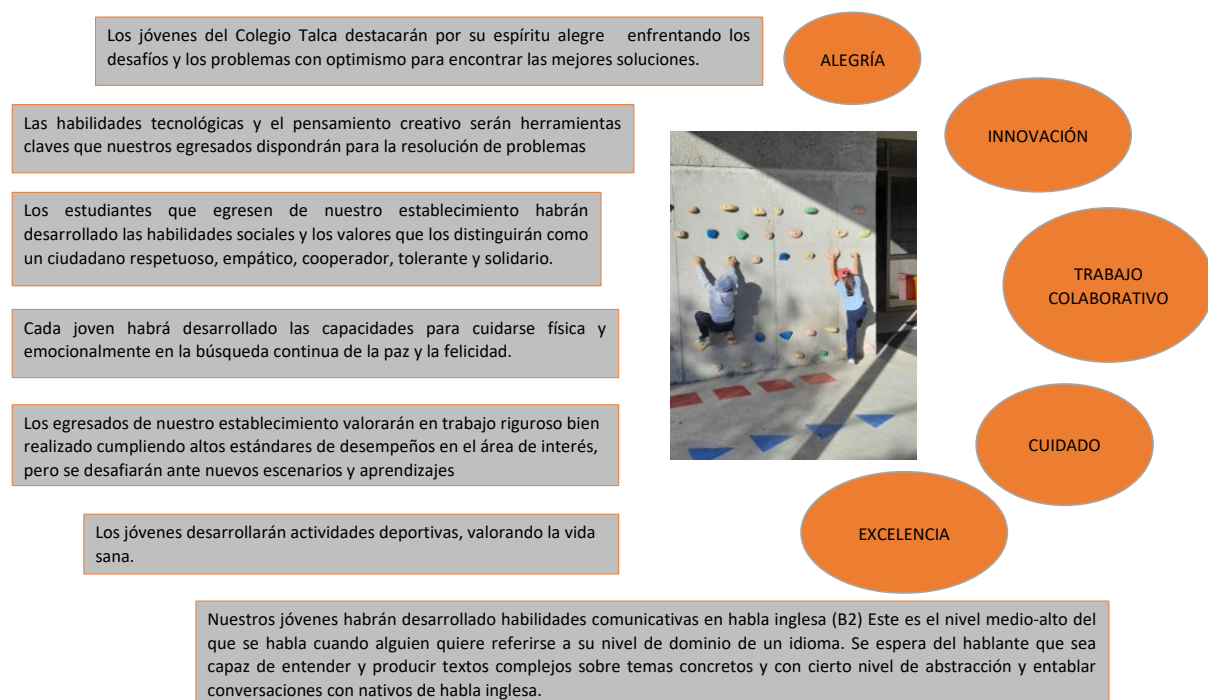 Los jóvenes del Colegio Talca destacarán por su espíritu alegre enfrentando los
desafíos y los problemas con optimismo para encontrar las mejores soluciones.
ALEGRÍA
Las habilidades tecnológicas y el pensamiento creativo serán herramientas
claves que nuestros egresados dispondrán para la resolución de problemas
INNOVACIÓN
Los estudiantes que egresen de nuestro establecimiento habrán
desarrollado las habilidades sociales y los valores que los distinguirán como
un ciudadano respetuoso, empático, cooperador, tolerante y solidario.
TRABAJO
COLABORATIVO
Cada joven habrá desarrollado las capacidades para cuidarse física y
emocionalmente en la búsqueda continua de la paz y la felicidad.
Los egresados de nuestro establecimiento valorarán en trabajo riguroso bien
realizado cumpliendo altos estándares de desempeños en el área de interés,
pero se desafiarán ante nuevos escenarios y aprendizajes
CUIDADO
Los jóvenes desarrollarán actividades deportivas, valorando la vida
sana.
EXCELENCIA
Nuestros jóvenes habrán desarrollado habilidades comunicativas en habla inglesa (B2) Este es el nivel medio-alto del
que se habla cuando alguien quiere referirse a su nivel de dominio de un idioma. Se espera del hablante que sea
capaz de entender y producir textos complejos sobre temas concretos y con cierto nivel de abstracción y entablar
conversaciones con nativos de habla inglesa.